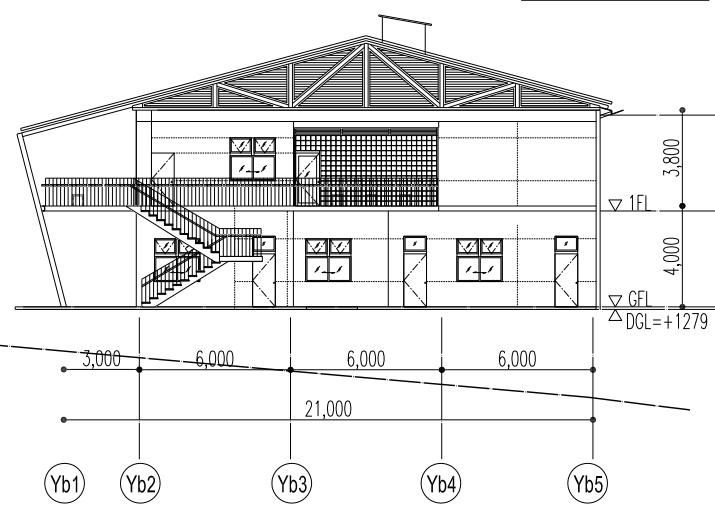 3,800
1FL
4,000
GFL
DGL=+1279
3,000 6,000 6,000 6,000
21,000
Yb1 Yb2 Yb3 Yb4 Yb5